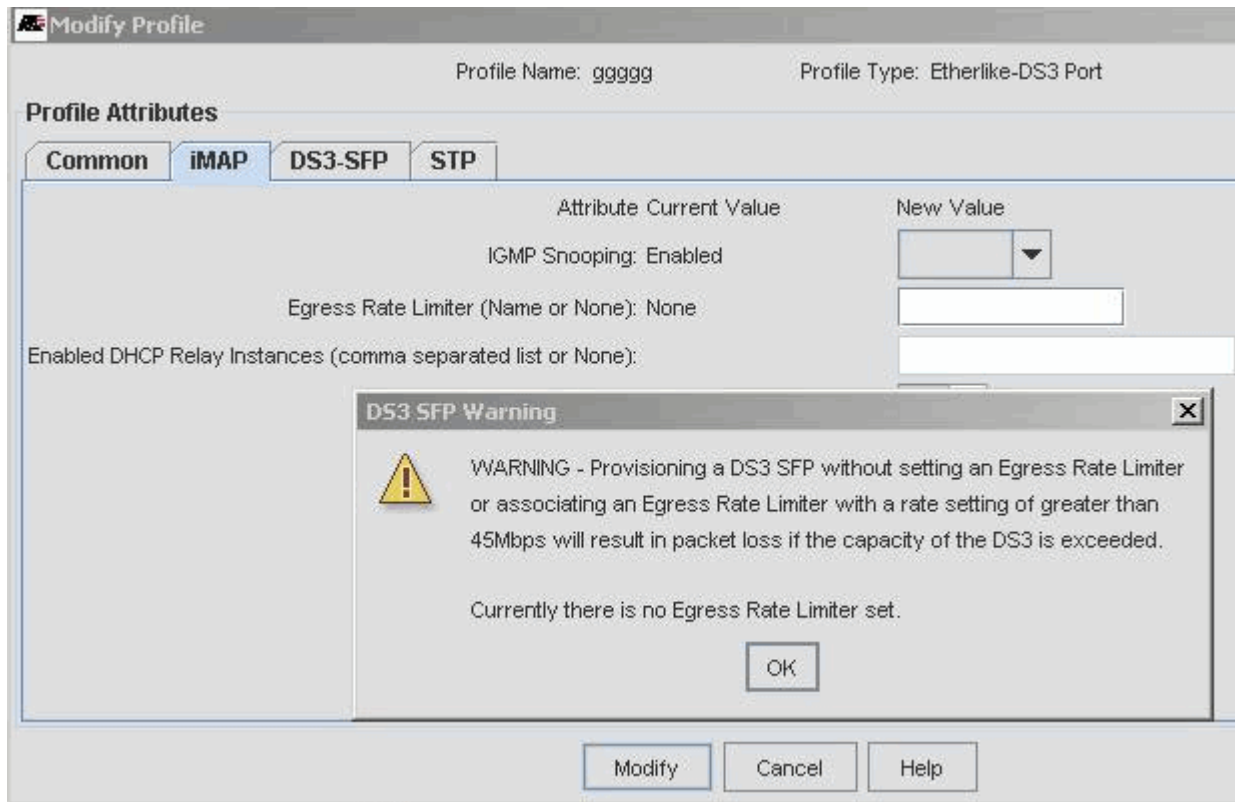 Modify Profile
Profile Name: ggggg Profile Type: Etherlike-DS3 Port
Profile Attributes
Common iMAP DS3-SFP STP
Attribute Current Value New Value
IGMP Snooping: Enabled
Egress Rate Limiter (Name or None): None
Enabled DHCP Relay Instances (comma separated list or None):
DS3 SFP Warning
WARNING - Provisioning a DS3 SFP without setting an Egress Rate Limiter
or associating an Egress Rate Limiter with a rate setting of greater than
45Mbps will result in packet loss if the capacity of the DS3 is exceeded.
Currently there is no Egress Rate Limiter set.
OK
Modify Cancel Help